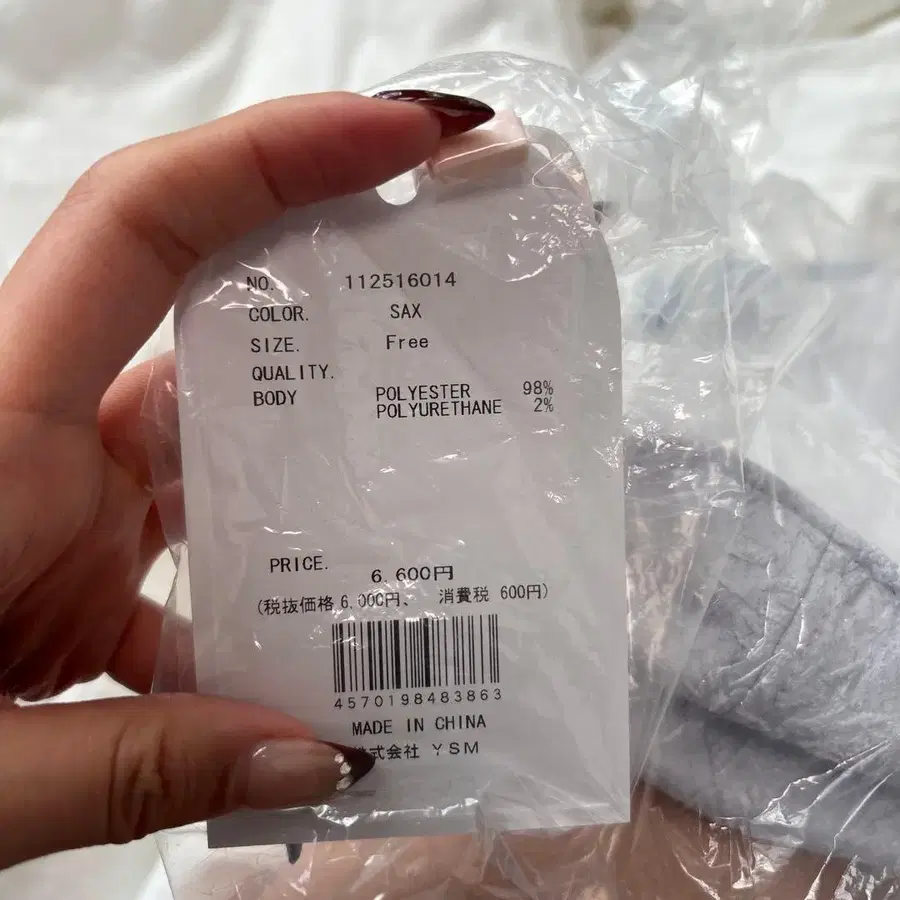 NO. 112516014
COLOR. SAX
SIZE. Free
QUALITY.
BODY POLYESTER 98%
POLYURETHANE 2%
PRICE. 6,600円
(税抜価格 6,000円、 消費税 600円)
4570198483863
MADE IN CHINA
式会社 YSM